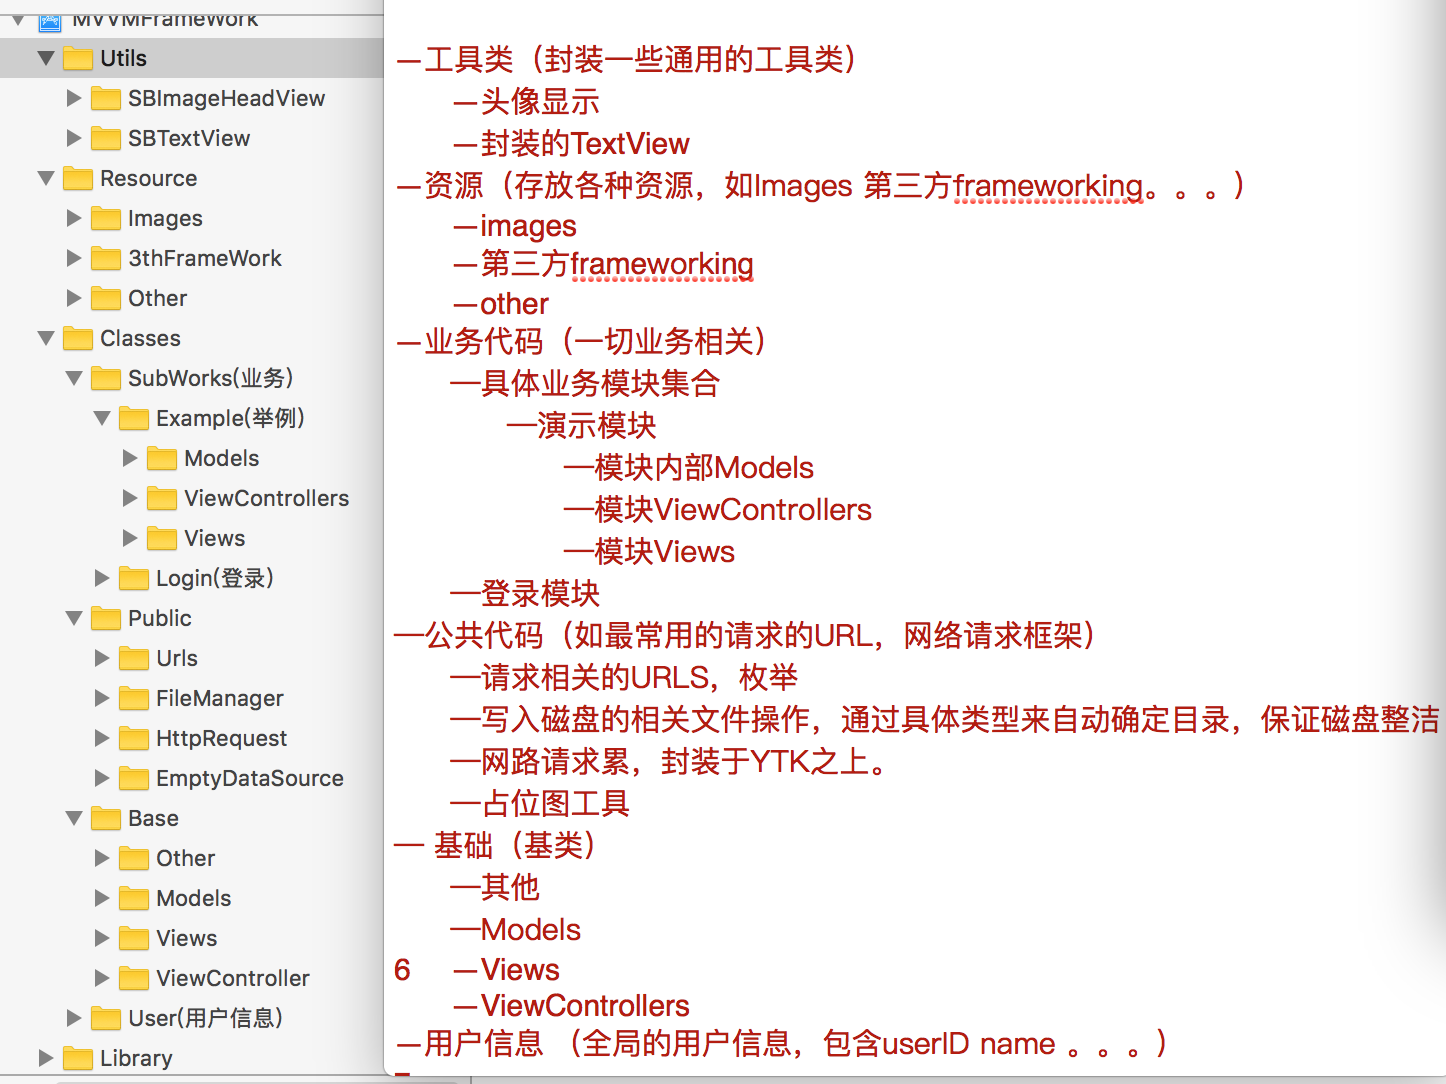 MVVMFrameWork
Utils
SBImageHeadView
SBTextView
Resource
Images
3thFrameWork
Other
Classes
SubWorks(业务)
Example(举例)
Models
ViewControllers
Views
Login(登录)
Public
Urls
FileManager
HttpRequest
EmptyDataSource
Base
Other
Models
Views
ViewController
User(用户信息)
Library
—工具类（封装一些通用的工具类）
—头像显示
—封装的TextView
—资源（存放各种资源，如Images 第三方frameworking。。。）
—images
—第三方frameworking
—other
—业务代码（一切业务相关）
—具体业务模块集合
—演示模块
—模块内部Models
—模块ViewControllers
—模块Views
—登录模块
—公共代码（如最常用的请求的URL，网络请求框架）
—请求相关的URLS，枚举
—写入磁盘的相关文件操作，通过具体类型来自动确定目录，保证磁盘整洁
—网路请求累，封装于YTK之上。
—占位图工具
— 基础（基类）
—其他
—Models
6 —Views
—ViewControllers
—用户信息 （全局的用户信息，包含userID name 。。。）